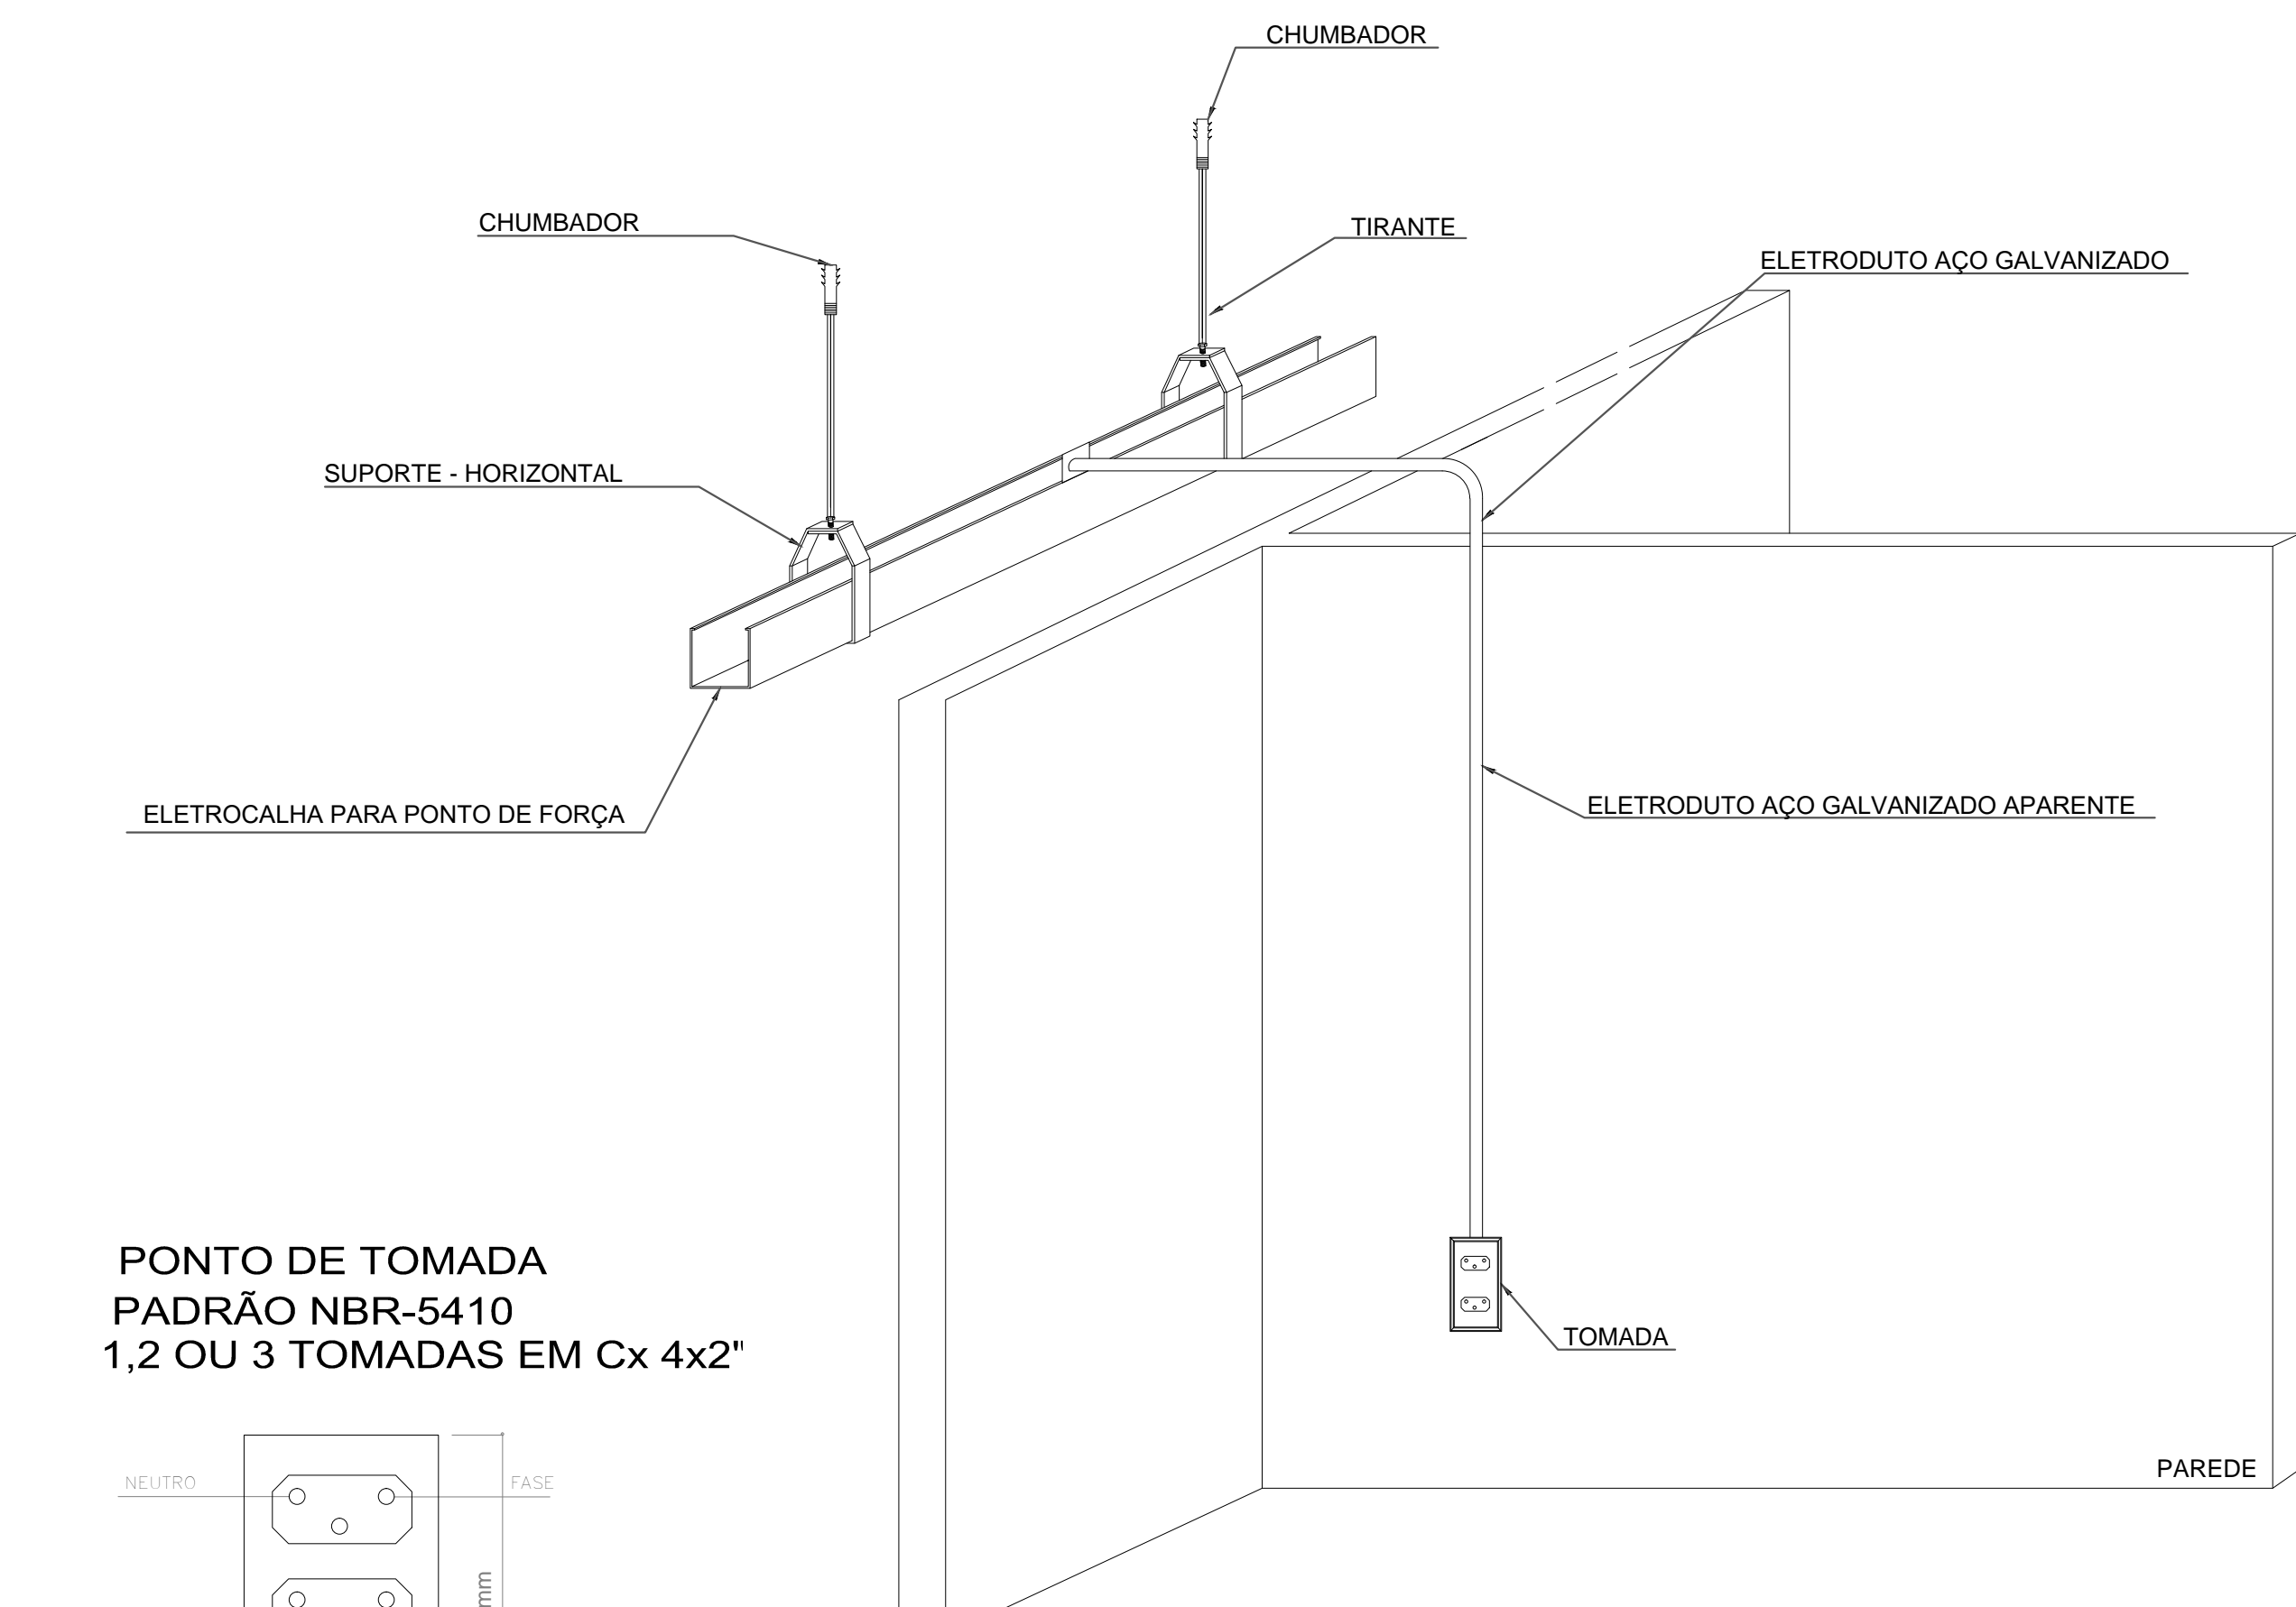 CHUMBADOR
CHUMBADOR
TIRANTE
ELETRODUTO AÇO GALVANIZADO
SUPORTE - HORIZONTAL
ELETROCALHA PARA PONTO DE FORÇA
ELETRODUTO AÇO GALVANIZADO APARENTE
PONTO DE TOMADA
PADRÃO NBR-5410
1,2 OU 3 TOMADAS EM Cx 4x2"
TOMADA
PAREDE
NEUTRO
FASE
mm